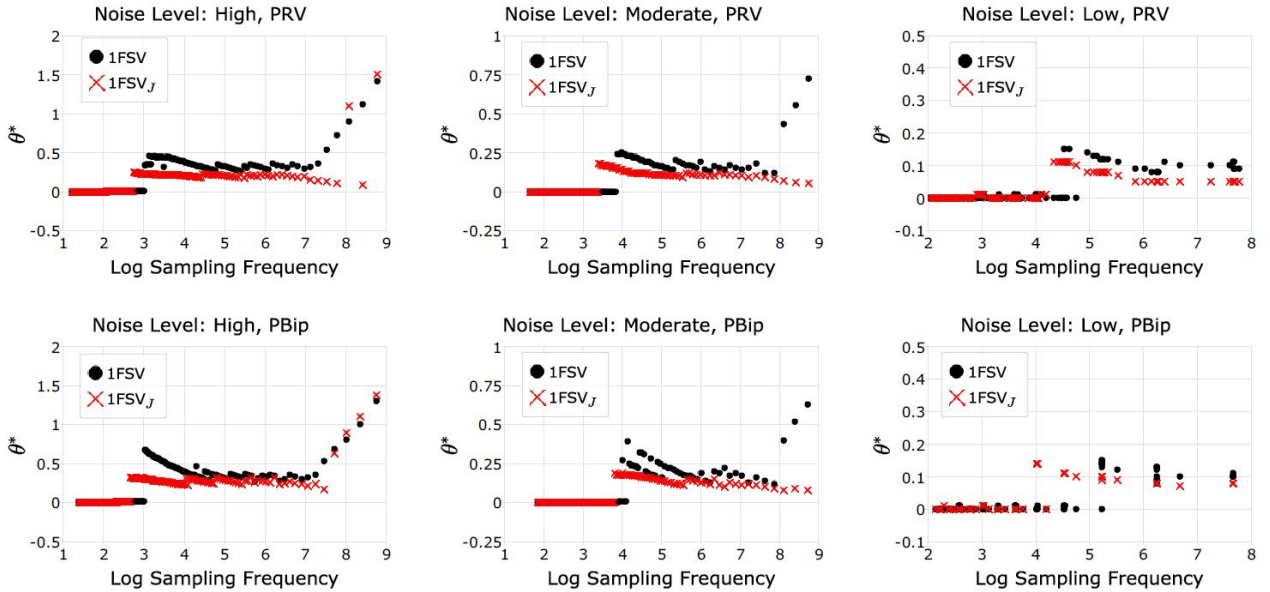 Noise Level: High, PRV
2
1.5
1
0.5
0
-0.5
θ*
1FSV
1FSV_J
1 2 3 4 5 6 7 8 9
Log Sampling Frequency
Noise Level: Moderate, PRV
1
0.75
0.5
0.25
0
-0.25
θ*
1FSV
1FSV_J
1 2 3 4 5 6 7 8 9
Log Sampling Frequency
Noise Level: Low, PRV
0.5
0.4
0.3
0.2
0.1
0
-0.1
θ*
1FSV
1FSV_J
2 3 4 5 6 7 8
Log Sampling Frequency
Noise Level: High, PBip
2
1.5
1
0.5
0
-0.5
θ*
1FSV
1FSV_J
1 2 3 4 5 6 7 8 9
Log Sampling Frequency
Noise Level: Moderate, PBip
1
0.75
0.5
0.25
0
-0.25
θ*
1FSV
1FSV_J
1 2 3 4 5 6 7 8 9
Log Sampling Frequency
Noise Level: Low, PBip
0.5
0.4
0.3
0.2
0.1
0
-0.1
θ*
1FSV
1FSV_J
2 3 4 5 6 7 8
Log Sampling Frequency